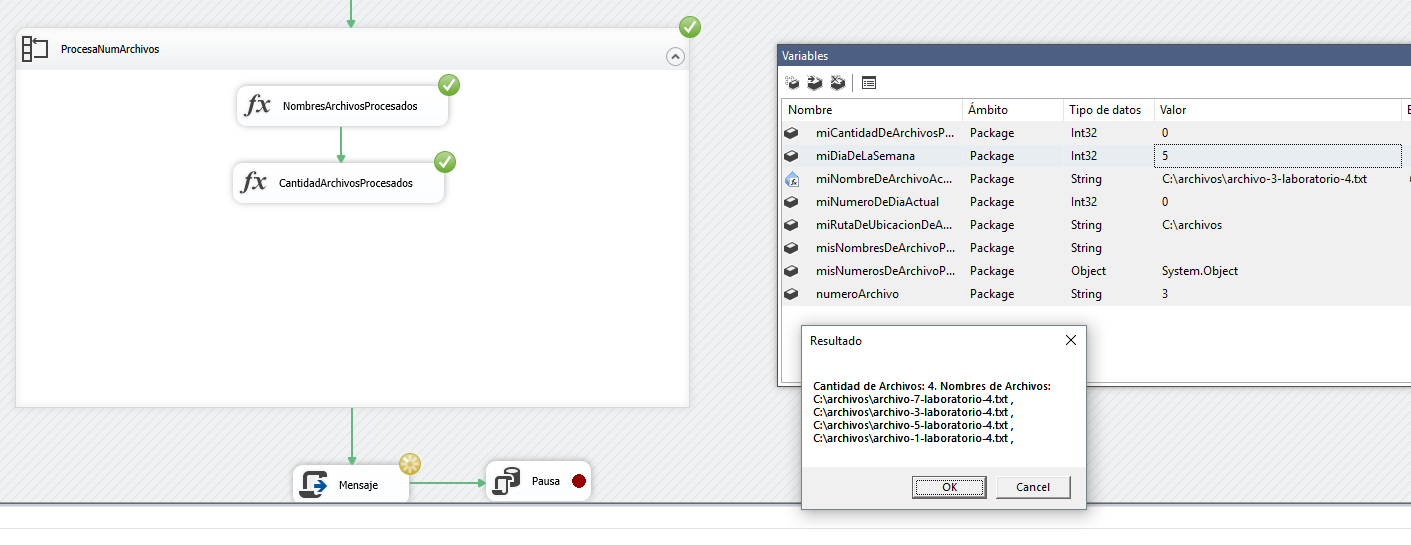 ProcesaNumArchivos
fx NombresArchivosProcesados
fx CantidadArchivosProcesados
Mensaje
Pausa
Variables
Nombre Ámbito Tipo de datos Valor E
miCantidadDeArchivosP... Package Int32 0
miDiaDeLaSemana Package Int32 5
fx miNombreDeArchivoAc... Package String C:\archivos\archivo-3-laboratorio-4.txt
miNumeroDeDiaActual Package Int32 0
miRutaDeUbicacionDeA... Package String C:\archivos
misNombresDeArchivoP... Package String
misNumerosDeArchivoP... Package Object System.Object
numeroArchivo Package String 3
Resultado
Cantidad de Archivos: 4. Nombres de Archivos:
C:\archivos\archivo-7-laboratorio-4.txt ,
C:\archivos\archivo-3-laboratorio-4.txt ,
C:\archivos\archivo-5-laboratorio-4.txt ,
C:\archivos\archivo-1-laboratorio-4.txt ,
OK Cancel